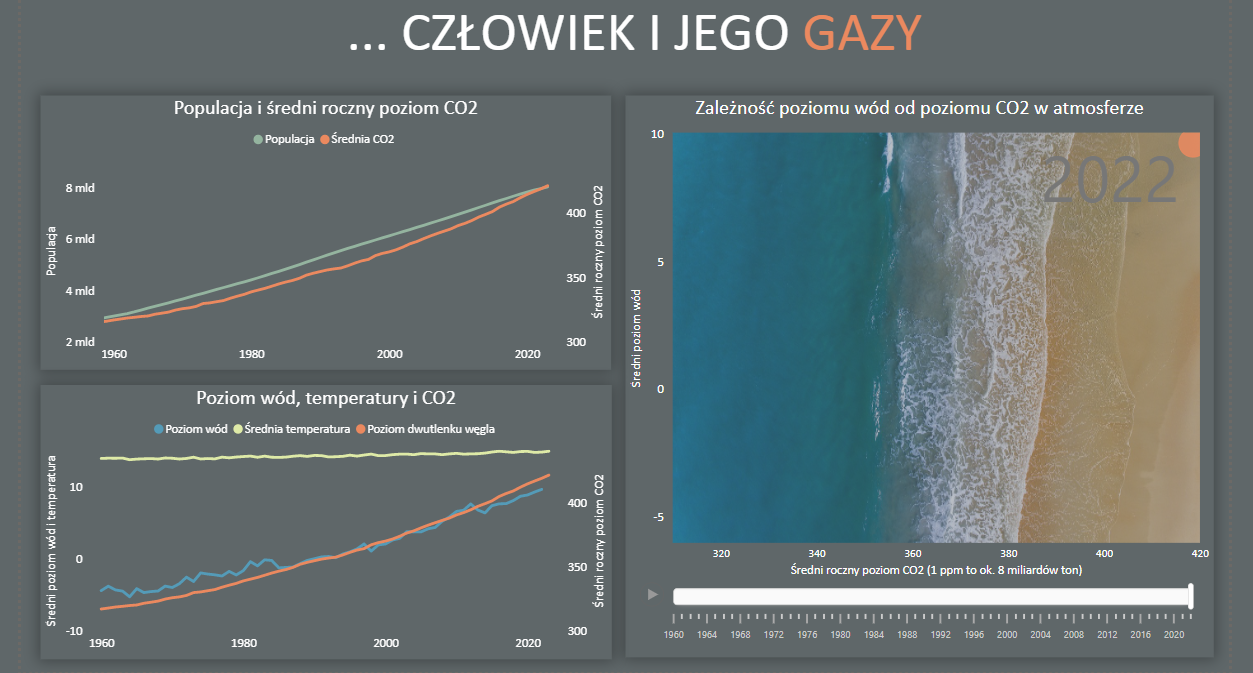 ... CZŁOWIEK I JEGO GAZY
Populacja i średni roczny poziom CO2
Populacja Średnia CO2
8 mld
6 mld
4 mld
2 mld
Populacja
400
350
300
Średni roczny poziom CO2
1960 1980 2000 2020
Poziom wód, temperatury i CO2
Poziom wód Średnia temperatura Poziom dwutlenku węgla
10
0
-10
Średni poziom wód i temperatura
400
350
300
Średni roczny poziom CO2
1960 1980 2000 2020
Zależność poziomu wód od poziomu CO2 w atmosferze
2022
10
5
0
-5
Średni poziom wód
320 340 360 380 400 420
Średni roczny poziom CO2 (1 ppm to ok. 8 miliardów ton)
1960 1964 1968 1972 1976 1980 1984 1988 1992 1996 2000 2004 2008 2012 2016 2020